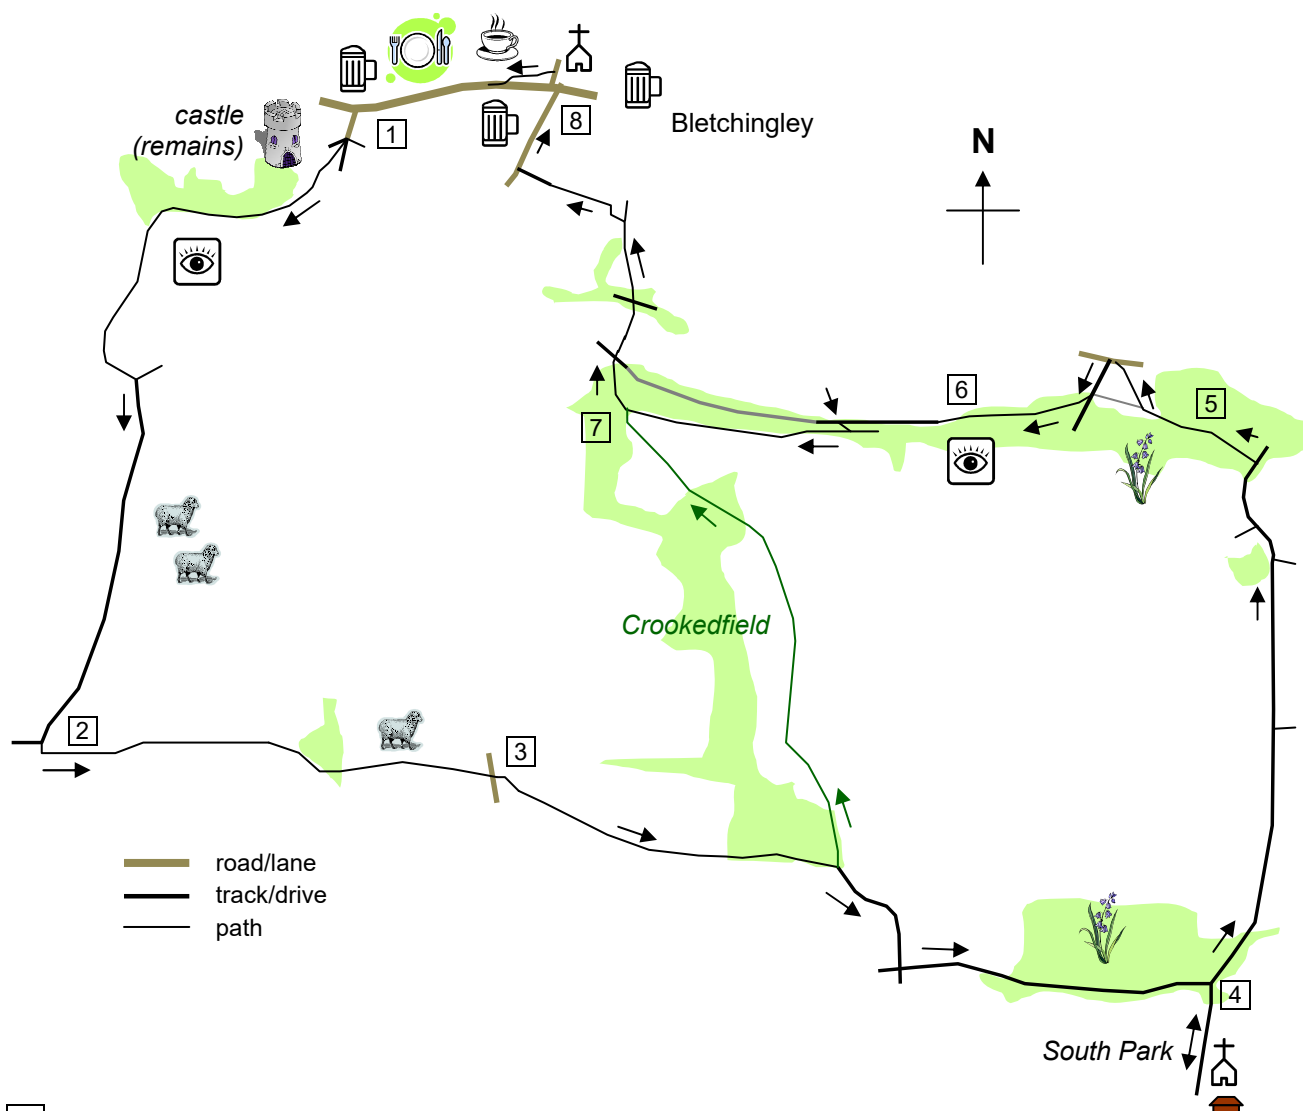 castle
(remains)
1
8
Bletchingley
N
6
5
7
Crookedfield
2
3
road/lane
track/drive
path
4
South Park